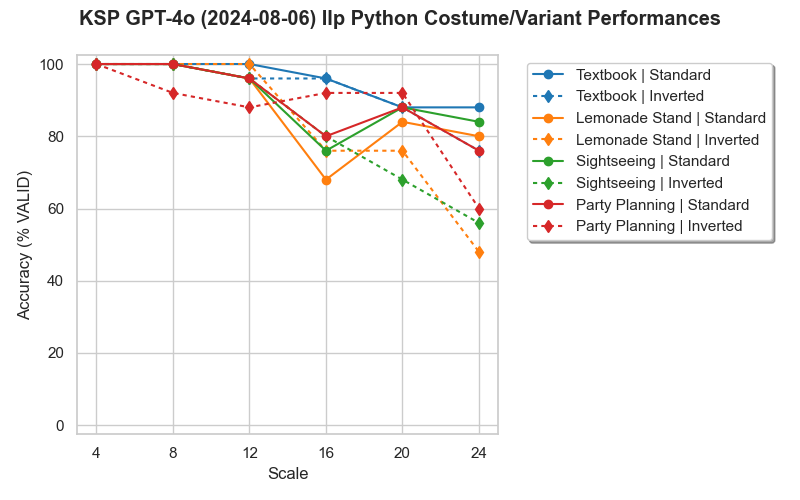 KSP GPT-4o (2024-08-06) Ilp Python Costume/Variant Performances
100
80
60
40
20
0
Accuracy (% VALID)
4 8 12 16 20 24
Scale
Textbook | Standard
Textbook | Inverted
Lemonade Stand | Standard
Lemonade Stand | Inverted
Sightseeing | Standard
Sightseeing | Inverted
Party Planning | Standard
Party Planning | Inverted